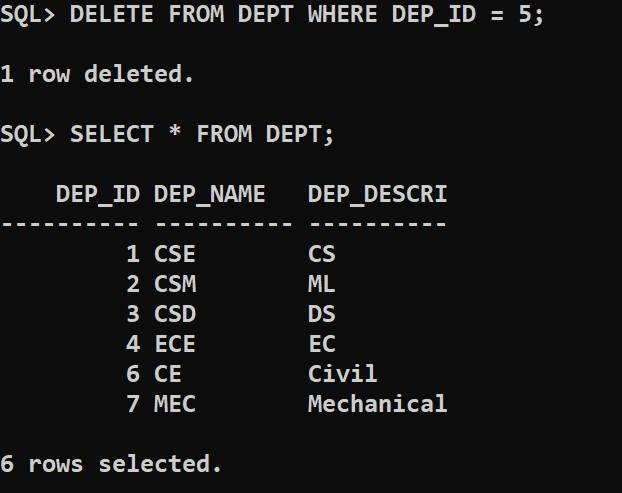 SQL> DELETE FROM DEPT WHERE DEP_ID = 5;
1 row deleted.
SQL> SELECT * FROM DEPT;
    DEP_ID DEP_NAME   DEP_DESCRI
---------- ---------- ----------
         1 CSE        CS
         2 CSM        ML
         3 CSD        DS
         4 ECE        EC
         6 CE         Civil
         7 MEC        Mechanical
6 rows selected.